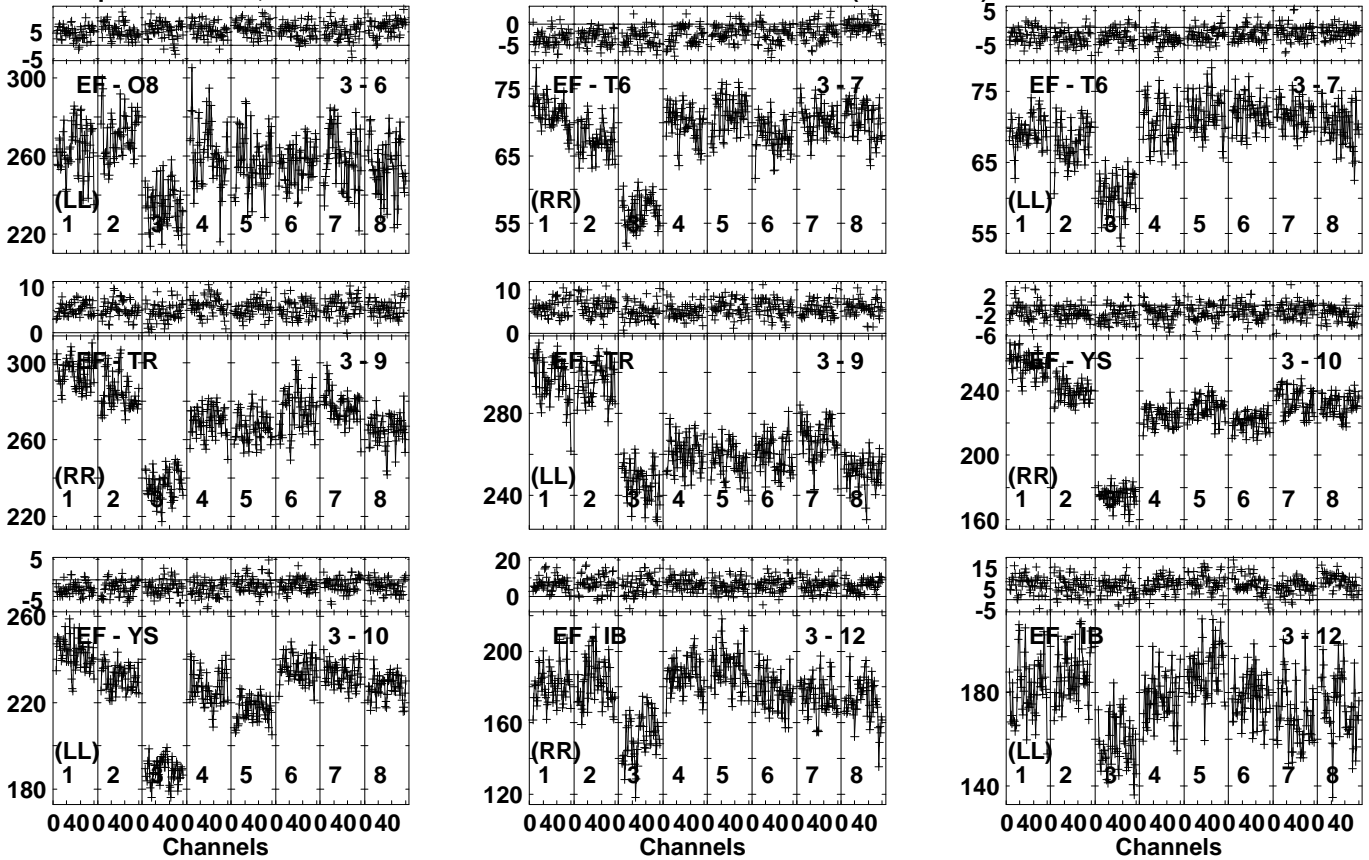 5 0 5
-5 -5 -5
300 EF - O8 3 - 6 75 EF - T6 3 - 7 75 EF - T6 3 - 7
260 65 65
(LL) (RR) (LL)
1 2 3 4 5 6 7 8 55 1 2 3 4 5 6 7 8 1 2 3 4 5 6 7 8
220 55
10 10 2
0 0 -2
-6
300 EF - TR 3 - 9 EF - TR 3 - 9 EF - YS 3 - 10
280 240
260 200
(RR) (LL) (RR)
1 2 3 4 5 6 7 8 240 1 2 3 4 5 6 7 8 1 2 3 4 5 6 7 8
220 160
5 20 15
-5 0 5
-5
260 EF - YS 3 - 10 EF - IB 3 - 12 EF - IB 3 - 12
220 200 180
160
(LL) (RR) (LL)
1 2 3 4 5 6 7 8 1 2 3 4 5 6 7 8 1 2 3 4 5 6 7 8
180 120 140
0 40 0 40 0 40 0 40 0 40 0 40 0 40 0 40 0 40 0 40 0 40 0 40 0 40 0 40 0 40 0 40 0 40 0 40 0 40 0 40 0 40 0 40 0 40 0 40
Channels Channels Channels